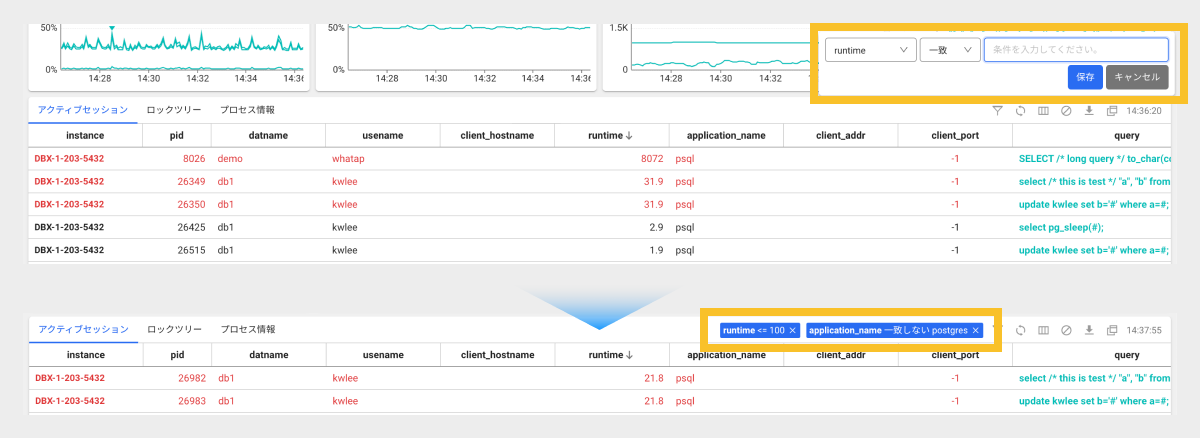 50% 50% 1.5K
0% 0% 0
14:28 14:30 14:32 14:34 14:36 14:28 14:30 14:32 14:34 14:36 14:28 14:30 14:32
runtime 一致 条件を入力してください。
保存 キャンセル
アクティブセッション ロックツリー プロセス情報 14:36:20
instance pid datname usename client_hostname runtime application_name client_addr client_port query
DBX-1-203-5432 8026 demo whatap 8072 psql -1 SELECT /* long query */ to_char(cc
DBX-1-203-5432 26349 db1 kwlee 31.9 psql -1 select /* this is test */ "a", "b" from
DBX-1-203-5432 26350 db1 kwlee 31.9 psql -1 update kwlee set b='#' where a=#;
DBX-1-203-5432 26425 db1 kwlee 2.9 psql -1 select pg_sleep(#);
DBX-1-203-5432 26515 db1 kwlee 1.9 psql -1 update kwlee set b='#' where a=#;
アクティブセッション ロックツリー プロセス情報 runtime <= 100 × application_name 一致しない postgres × 14:37:55
instance pid datname usename client_hostname runtime application_name client_addr client_port query
DBX-1-203-5432 26982 db1 kwlee 21.8 psql -1 select /* this is test */ "a", "b" from
DBX-1-203-5432 26983 db1 kwlee 21.8 psql -1 update kwlee set b='#' where a=#;